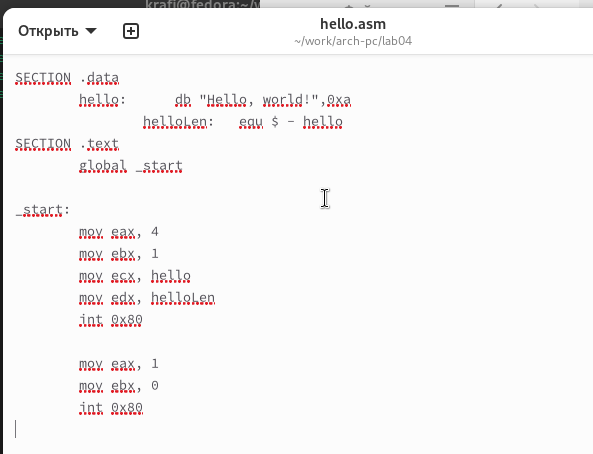 krafi@fedora:~/w
Открыть
hello.asm
~/work/arch-pc/lab04
SECTION .data
hello: db "Hello, world!",0xa
helloLen: equ $ - hello
SECTION .text
global _start
_start:
mov eax, 4
mov ebx, 1
mov ecx, hello
mov edx, helloLen
int 0x80
mov eax, 1
mov ebx, 0
int 0x80